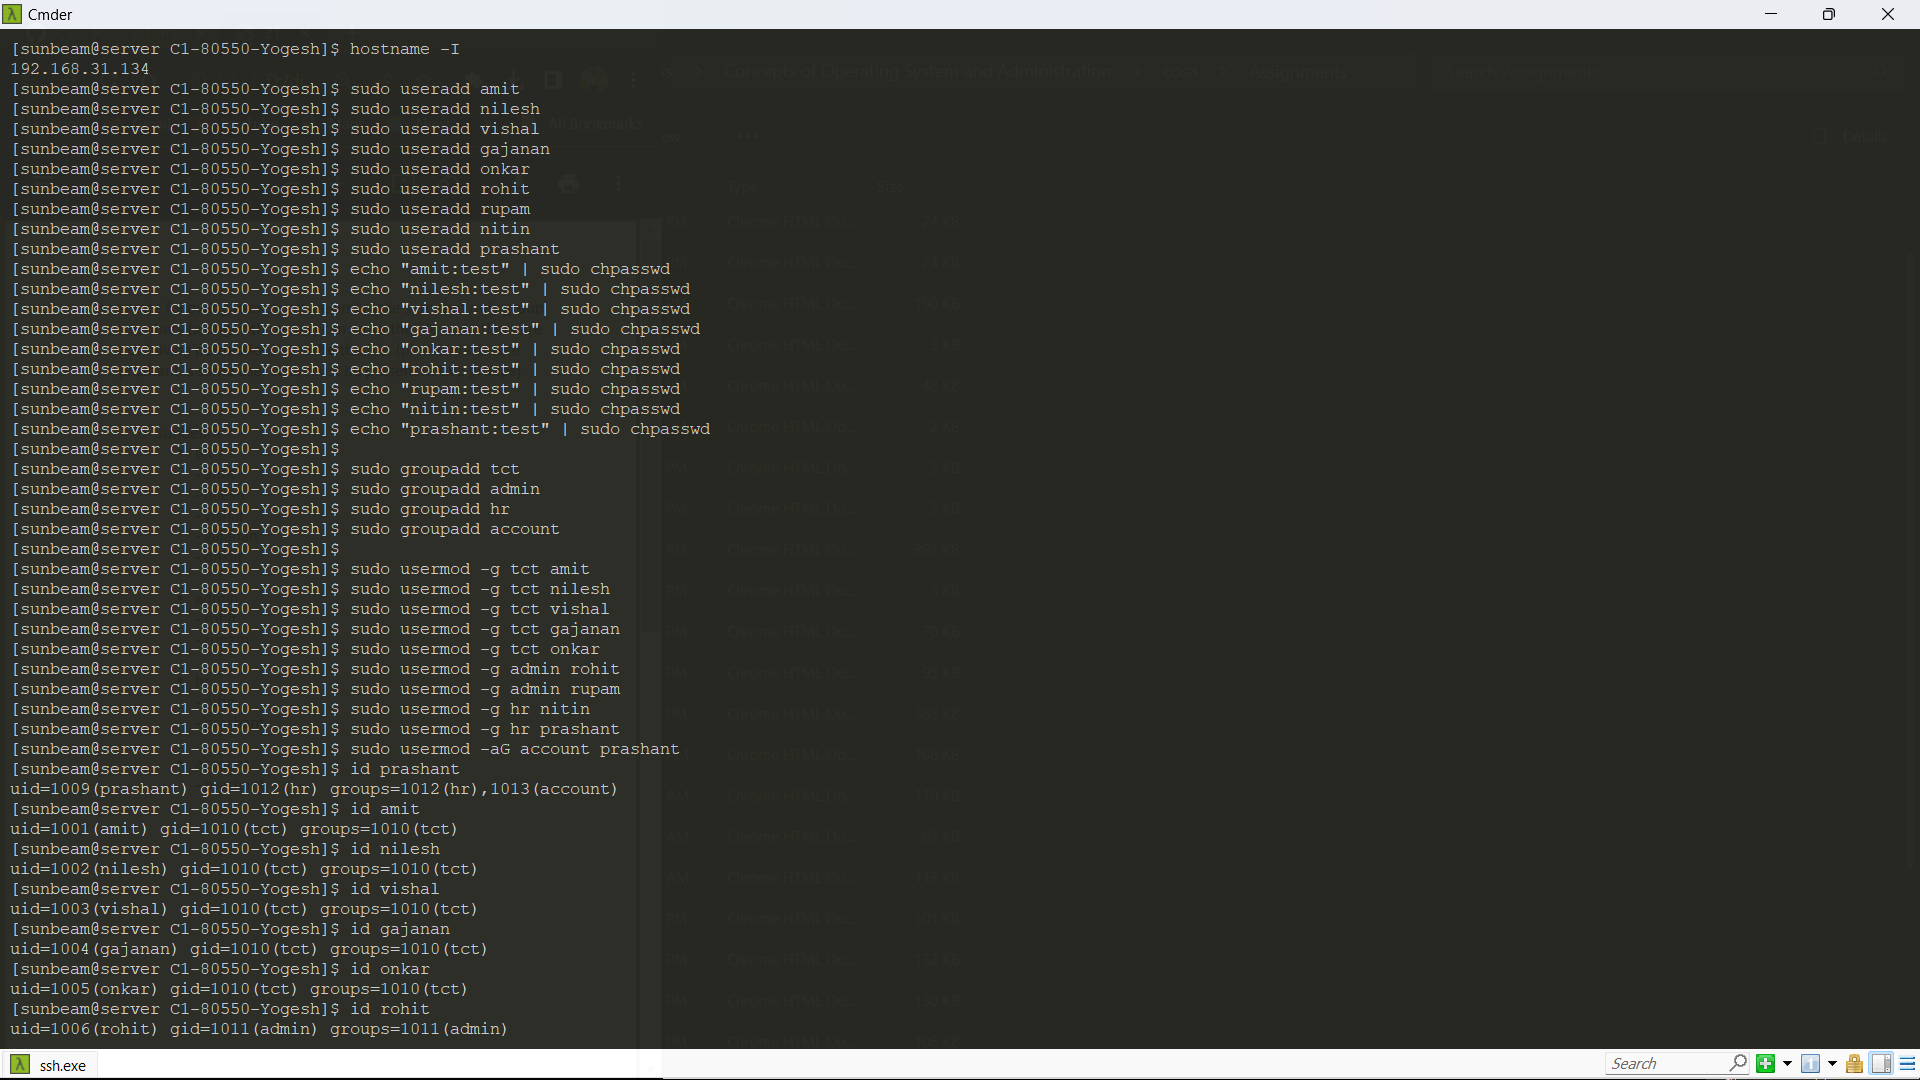 Cmder
[sunbeam@server C1-80550-Yogesh]$ hostname -I
192.168.31.134
[sunbeam@server C1-80550-Yogesh]$ sudo useradd amit
[sunbeam@server C1-80550-Yogesh]$ sudo useradd nilesh
[sunbeam@server C1-80550-Yogesh]$ sudo useradd vishal
[sunbeam@server C1-80550-Yogesh]$ sudo useradd gajanan
[sunbeam@server C1-80550-Yogesh]$ sudo useradd onkar
[sunbeam@server C1-80550-Yogesh]$ sudo useradd rohit
[sunbeam@server C1-80550-Yogesh]$ sudo useradd rupam
[sunbeam@server C1-80550-Yogesh]$ sudo useradd nitin
[sunbeam@server C1-80550-Yogesh]$ sudo useradd prashant
[sunbeam@server C1-80550-Yogesh]$ echo "amit:test" | sudo chpasswd
[sunbeam@server C1-80550-Yogesh]$ echo "nilesh:test" | sudo chpasswd
[sunbeam@server C1-80550-Yogesh]$ echo "vishal:test" | sudo chpasswd
[sunbeam@server C1-80550-Yogesh]$ echo "gajanan:test" | sudo chpasswd
[sunbeam@server C1-80550-Yogesh]$ echo "onkar:test" | sudo chpasswd
[sunbeam@server C1-80550-Yogesh]$ echo "rohit:test" | sudo chpasswd
[sunbeam@server C1-80550-Yogesh]$ echo "rupam:test" | sudo chpasswd
[sunbeam@server C1-80550-Yogesh]$ echo "nitin:test" | sudo chpasswd
[sunbeam@server C1-80550-Yogesh]$ echo "prashant:test" | sudo chpasswd
[sunbeam@server C1-80550-Yogesh]$
[sunbeam@server C1-80550-Yogesh]$ sudo groupadd tct
[sunbeam@server C1-80550-Yogesh]$ sudo groupadd admin
[sunbeam@server C1-80550-Yogesh]$ sudo groupadd hr
[sunbeam@server C1-80550-Yogesh]$ sudo groupadd account
[sunbeam@server C1-80550-Yogesh]$
[sunbeam@server C1-80550-Yogesh]$ sudo usermod -g tct amit
[sunbeam@server C1-80550-Yogesh]$ sudo usermod -g tct nilesh
[sunbeam@server C1-80550-Yogesh]$ sudo usermod -g tct vishal
[sunbeam@server C1-80550-Yogesh]$ sudo usermod -g tct gajanan
[sunbeam@server C1-80550-Yogesh]$ sudo usermod -g tct onkar
[sunbeam@server C1-80550-Yogesh]$ sudo usermod -g admin rohit
[sunbeam@server C1-80550-Yogesh]$ sudo usermod -g admin rupam
[sunbeam@server C1-80550-Yogesh]$ sudo usermod -g hr nitin
[sunbeam@server C1-80550-Yogesh]$ sudo usermod -g hr prashant
[sunbeam@server C1-80550-Yogesh]$ sudo usermod -aG account prashant
[sunbeam@server C1-80550-Yogesh]$ id prashant
uid=1009(prashant) gid=1012(hr) groups=1012(hr),1013(account)
[sunbeam@server C1-80550-Yogesh]$ id amit
uid=1001(amit) gid=1010(tct) groups=1010(tct)
[sunbeam@server C1-80550-Yogesh]$ id nilesh
uid=1002(nilesh) gid=1010(tct) groups=1010(tct)
[sunbeam@server C1-80550-Yogesh]$ id vishal
uid=1003(vishal) gid=1010(tct) groups=1010(tct)
[sunbeam@server C1-80550-Yogesh]$ id gajanan
uid=1004(gajanan) gid=1010(tct) groups=1010(tct)
[sunbeam@server C1-80550-Yogesh]$ id onkar
uid=1005(onkar) gid=1010(tct) groups=1010(tct)
[sunbeam@server C1-80550-Yogesh]$ id rohit
uid=1006(rohit) gid=1011(admin) groups=1011(admin)
ssh.exe
Search